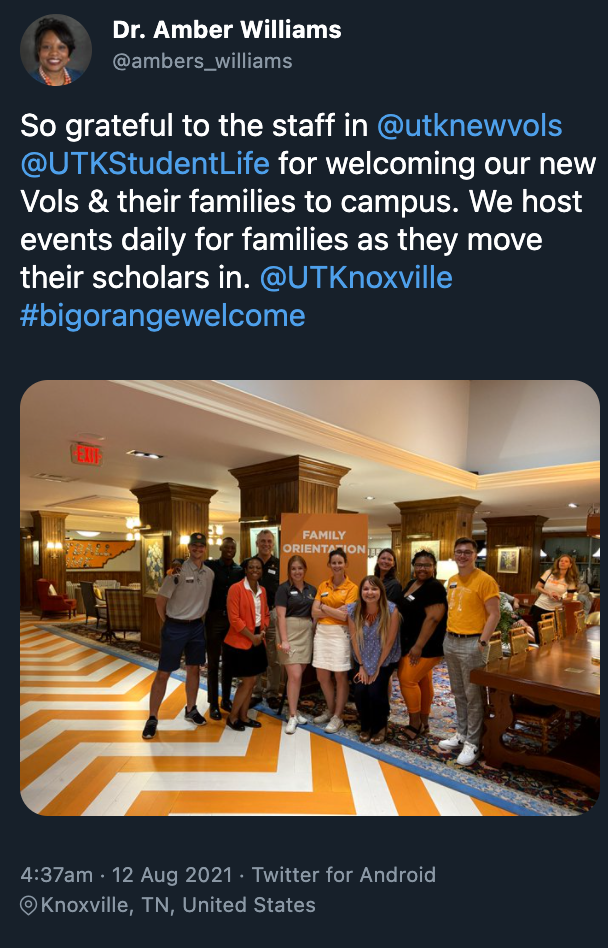 Dr. Amber Williams
@ambers_williams
So grateful to the staff in @utknewvols
@UTKStudentLife for welcoming our new
Vols & their families to campus. We host
events daily for families as they move
their scholars in. @UTKnoxville
#bigorangewelcome
EXIT
FAMILY
ORIENTATION
4:37am · 12 Aug 2021 · Twitter for Android
Knoxville, TN, United States